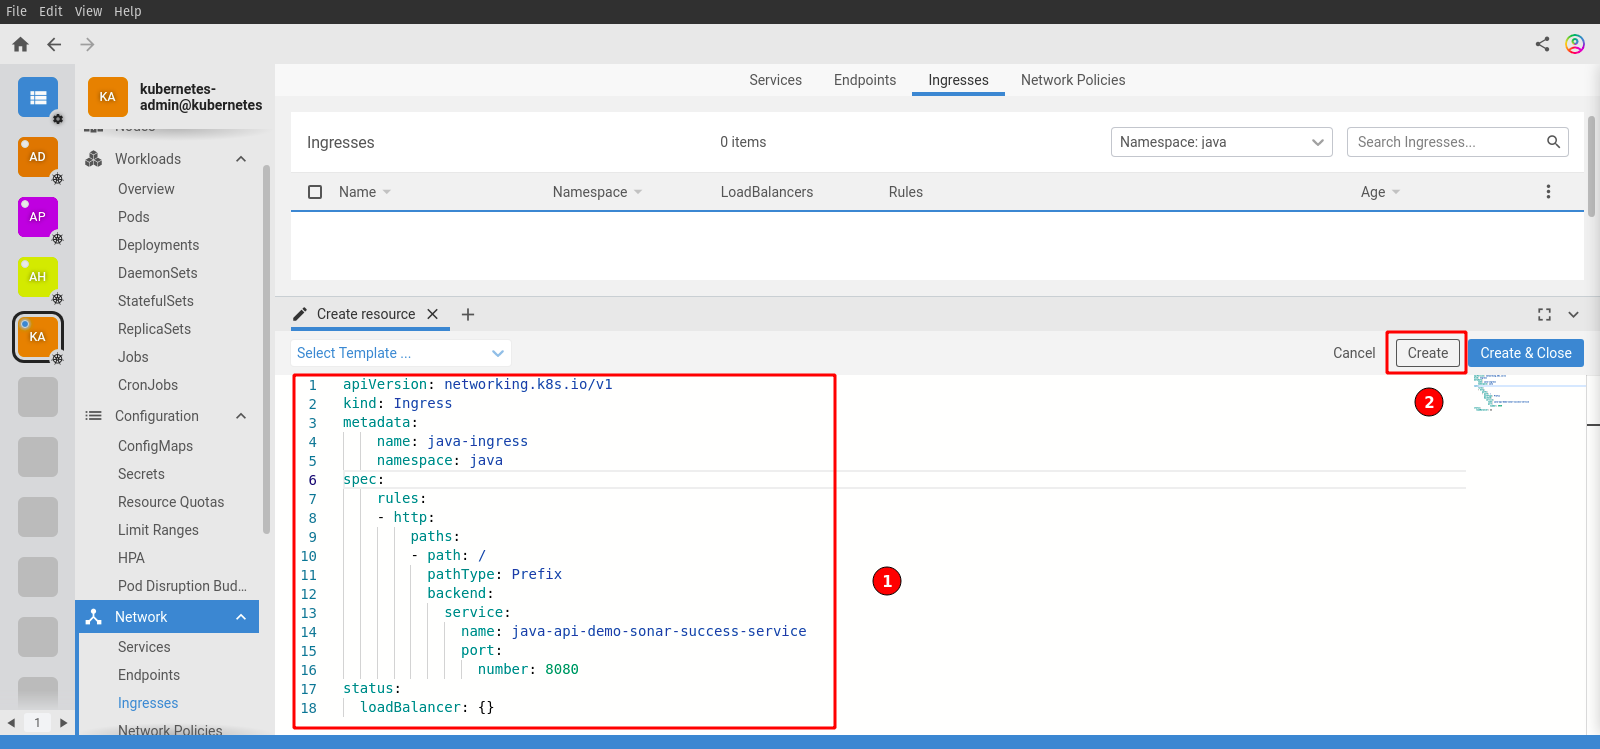 File Edit View Help
KA kubernetes-
admin@kubernetes
Nodes
Workloads
Overview
Pods
Deployments
DaemonSets
StatefulSets
ReplicaSets
Jobs
CronJobs
Configuration
ConfigMaps
Secrets
Resource Quotas
Limit Ranges
HPA
Pod Disruption Bud...
Network
Services
Endpoints
Ingresses
Network Policies
AD
AP
AH
KA
1
Services Endpoints Ingresses Network Policies
Ingresses 0 items Namespace: java Search Ingresses...
Name Namespace LoadBalancers Rules Age
Create resource
Select Template ... Cancel Create Create & Close
1 apiVersion: networking.k8s.io/v1
2 kind: Ingress
3 metadata:
4 name: java-ingress
5 namespace: java
6 spec:
7 rules:
8 - http:
9 paths:
10 - path: /
11 pathType: Prefix
12 backend:
13 service:
14 name: java-api-demo-sonar-success-service
15 port:
16 number: 8080
17 status:
18 loadBalancer: {}
1
2